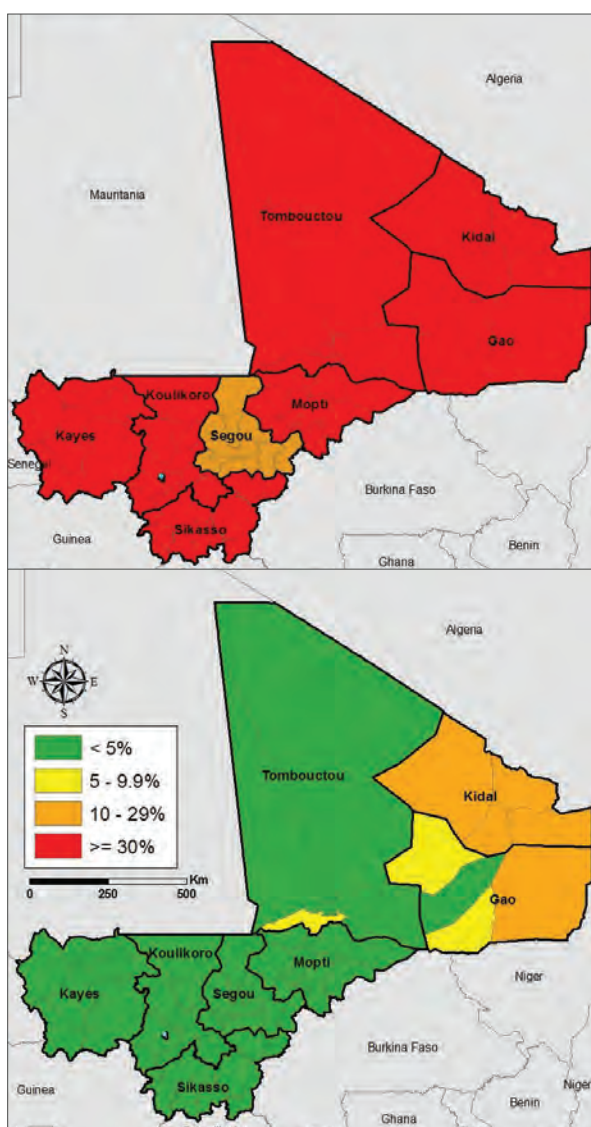 Algeria
Mauritania
Tombouctou
Kidal
Gao
Koulikoro
Mopti
Kayes
Segou
Senegal
Burkina Faso
Sikasso
Guinea
Benin
Ghana
Algeria
N
W E
S
< 5%
5 - 9.9%
10 - 29%
>= 30%
Tombouctou
Kidal
Km
0 250 500
Gao
Koulikoro
Mopti
Segou
Kayes
Niger
Burkina Faso
Sikasso
Guinea
Niger
Benin
Ghana